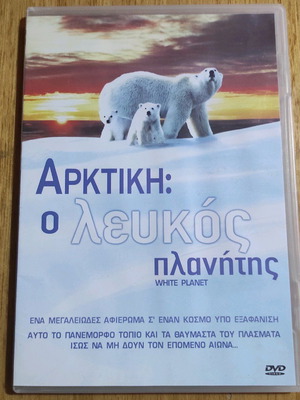 ΑΡΚΤΙΚΗ:
ο λευκός
πλανήτης
WHITE PLANET
ΕΝΑ ΜΕΓΑΛΕΙΩΔΕΣ ΑΦΙΕΡΩΜΑ Σ' ΕΝΑΝ ΚΟΣΜΟ ΥΠΟ ΕΞΑΦΑΝΙΣΗ
ΑΥΤΟ ΤΟ ΠΑΝΕΜΟΡΦΟ ΤΟΠΙΟ ΚΑΙ ΤΑ ΘΑΥΜΑΣΤΑ ΤΟΥ ΠΛΑΣΜΑΤΑ
ΙΣΩΣ ΝΑ ΜΗ ΔΟΥΝ ΤΟΝ ΕΠΟΜΕΝΟ ΑΙΩΝΑ...
DVD